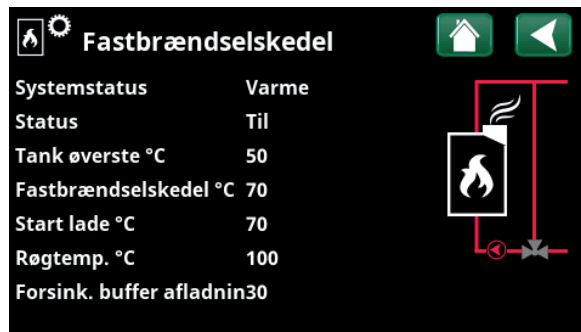 Fastbrændselskedel
Systemstatus Varme
Status Til
Tank øverste °C 50
Fastbrændselskedel °C 70
Start lade °C 70
Røgtemp. °C 100
Forsink. buffer afladnin30